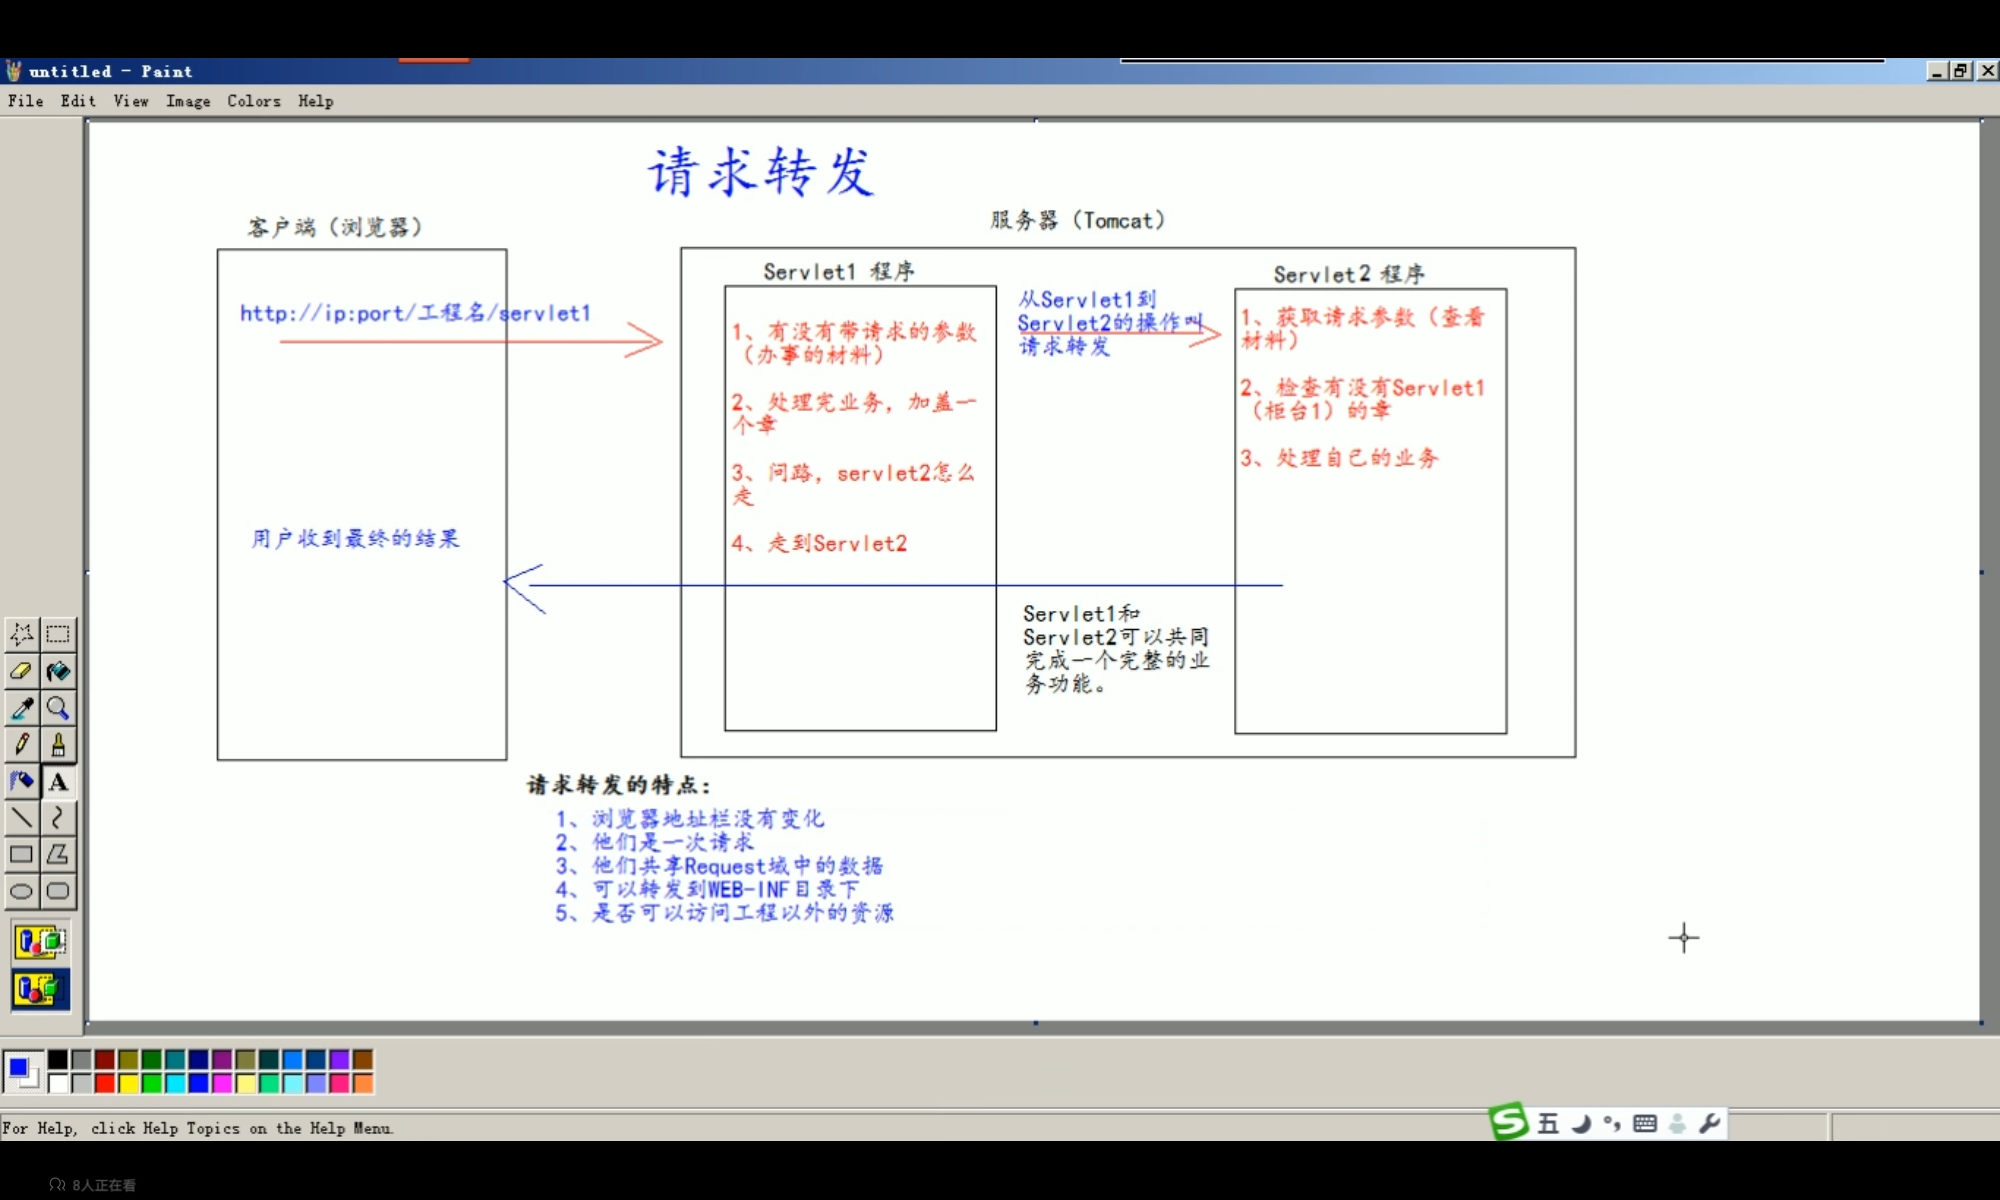 untitled - Paint
File Edit View Image Colors Help
请求转发
客户端（浏览器）
服务器（Tomcat）
http://ip:port/工程名/servlet1
用户收到最终的结果
Servlet1 程序
1、有没有带请求的参数
（办事的材料）
2、处理完业务，加盖一
个章
3、问路，servlet2怎么
走
4、走到Servlet2
从Servlet1到
Servlet2的操作叫
请求转发
Servlet2 程序
1、获取请求参数（查看
材料）
2、检查有没有Servlet1
（柜台1）的章
3、处理自己的业务
Servlet1和
Servlet2可以共同
完成一个完整的业
务功能。
请求转发的特点：
1、浏览器地址栏没有变化
2、他们是一次请求
3、他们共享Request域中的数据
4、可以转发到WEB-INF目录下
5、是否可以访问工程以外的资源
A
For Help, click Help Topics on the Help Menu.
S 五
8人正在看